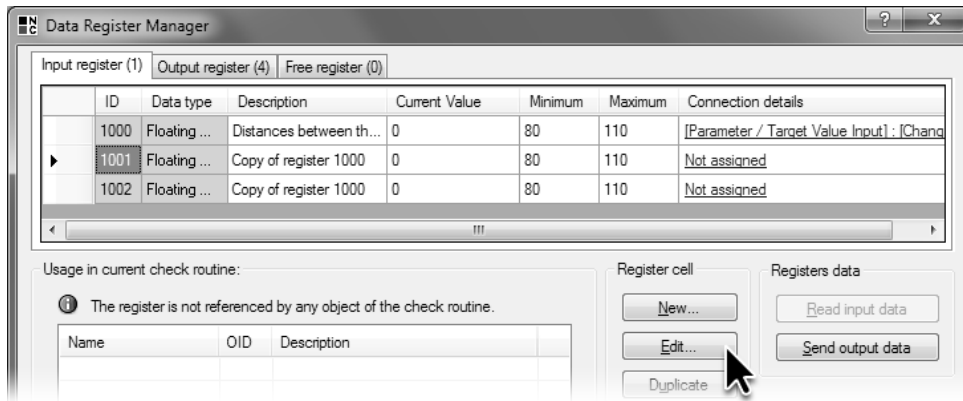 Data Register Manager
Input register (1) Output register (4) Free register (0)
ID Data type Description Current Value Minimum Maximum Connection details
1000 Floating ... Distances between th... 0 80 110 [Parameter / Target Value Input] : [Chang
1001 Floating ... Copy of register 1000 0 80 110 Not assigned
1002 Floating ... Copy of register 1000 0 80 110 Not assigned
Usage in current check routine:
The register is not referenced by any object of the check routine.
Name OID Description
Register cell
New...
Edit...
Duplicate
Registers data
Read input data
Send output data